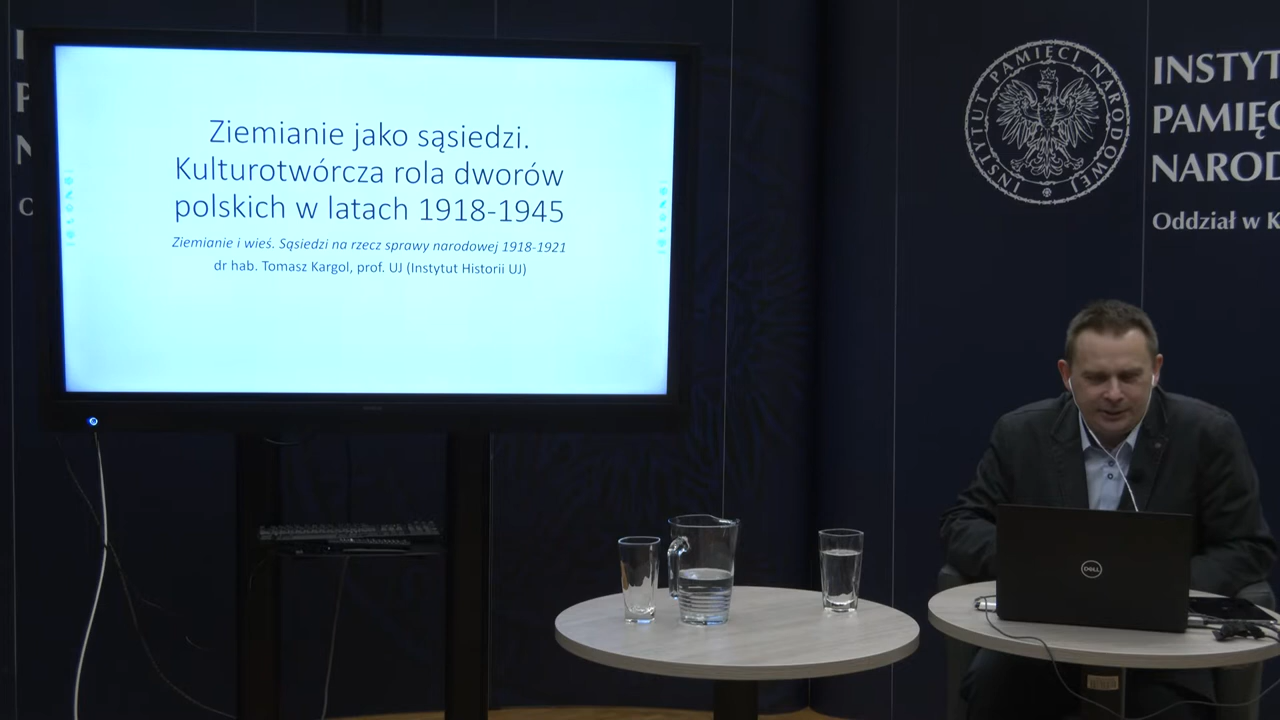 Ziemianie jako sąsiedzi.
Kulturotwórcza rola dworów
polskich w latach 1918-1945
Ziemianie i wieś. Sąsiedzi na rzecz sprawy narodowej 1918-1921
dr hab. Tomasz Kargol, prof. UJ (Instytut Historii UJ)
INSTYTUT PAMIĘCI NARODOWEJ
INSTYT
PAMIĘC
NAROD
Oddział w K
I
P
N
O
DELL